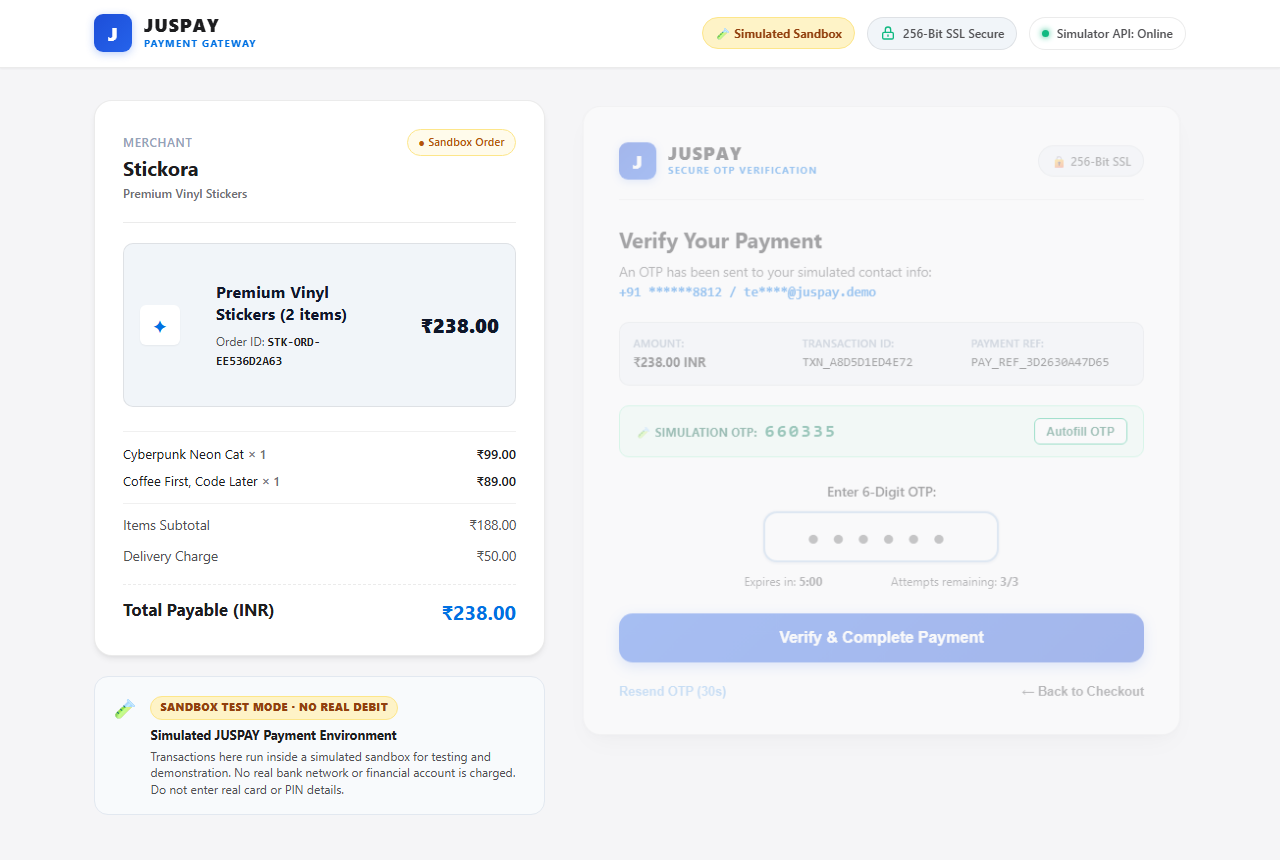 J
JUSPAY
PAYMENT GATEWAY
Simulated Sandbox
256-Bit SSL Secure
Simulator API: Online
MERCHANT
● Sandbox Order
Stickora
Premium Vinyl Stickers
Premium Vinyl
Stickers (2 items)
Order ID: STK-ORD-
EE536D2A63
₹238.00
Cyberpunk Neon Cat × 1
₹99.00
Coffee First, Code Later × 1
₹89.00
Items Subtotal
₹188.00
Delivery Charge
₹50.00
Total Payable (INR)
₹238.00
SANDBOX TEST MODE · NO REAL DEBIT
Simulated JUSPAY Payment Environment
Transactions here run inside a simulated sandbox for testing and
demonstration. No real bank network or financial account is charged.
Do not enter real card or PIN details.
J
JUSPAY
SECURE OTP VERIFICATION
256-Bit SSL
Verify Your Payment
An OTP has been sent to your simulated contact info:
+91 ******8812 / te****@juspay.demo
AMOUNT:
₹238.00 INR
TRANSACTION ID:
TXN_A8D5D1ED4E72
PAYMENT REF:
PAY_REF_3D2630A47D65
SIMULATION OTP: 660335
Autofill OTP
Enter 6-Digit OTP:
● ● ● ● ● ●
Expires in: 5:00
Attempts remaining: 3/3
Verify & Complete Payment
Resend OTP (30s)
← Back to Checkout